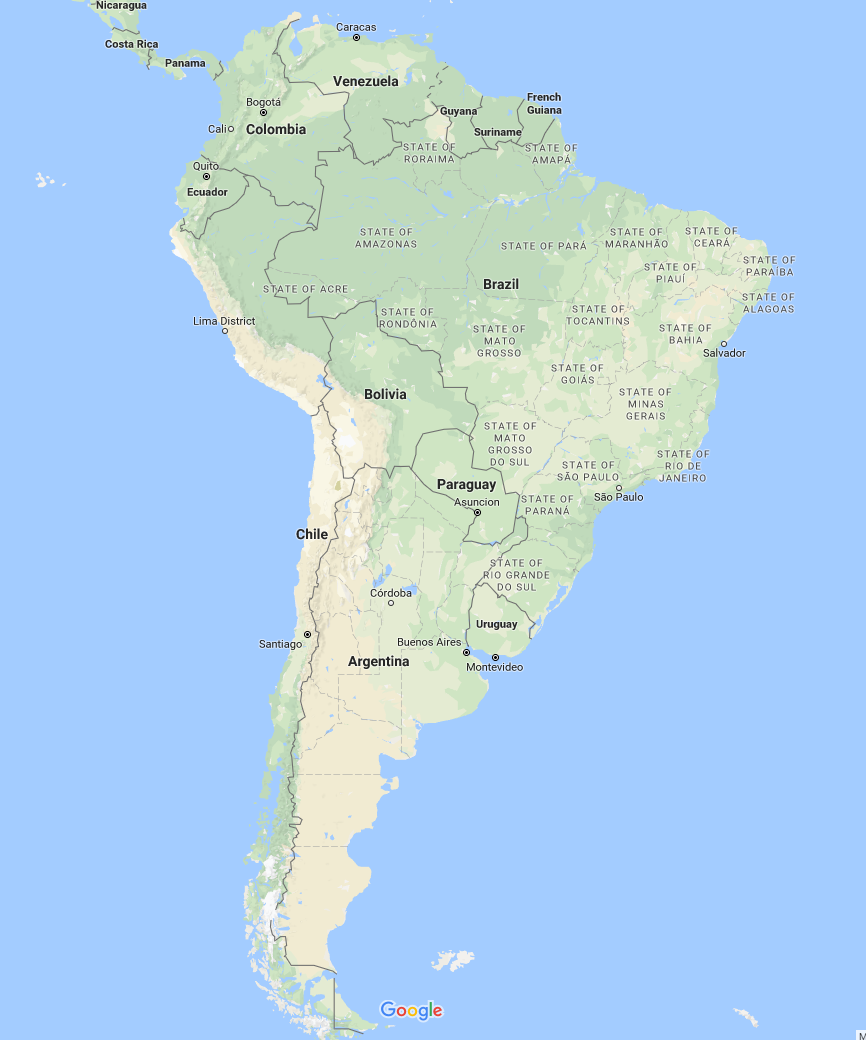 Nicaragua
Caracas
Costa Rica
Panama
Venezuela
French
Guiana
Bogotá
Guyana
Cali
Colombia
Suriname
STATE OF
RORAIMA
STATE OF
AMAPÁ
Quito
Ecuador
STATE OF
AMAZONAS
STATE OF PARÁ
STATE OF
MARANHÃO
STATE OF
CEARÁ
STATE OF
PIAUÍ
STATE OF
PARAÍBA
Brazil
STATE OF ACRE
STATE OF
ALAGOAS
Lima District
STATE OF
RONDÔNIA
STATE OF
TOCANTINS
STATE OF
MATO
GROSSO
STATE OF
BAHIA
Salvador
STATE OF
GOIÁS
Bolivia
STATE OF
MINAS
GERAIS
STATE OF
MATO
GROSSO
DO SUL
STATE OF
RIO DE
JANEIRO
STATE OF
SÃO PAULO
Paraguay
São Paulo
Asuncion
STATE OF
PARANÁ
Chile
STATE OF
RIO GRANDE
DO SUL
Córdoba
Uruguay
Santiago
Buenos Aires
Argentina
Montevideo
Google